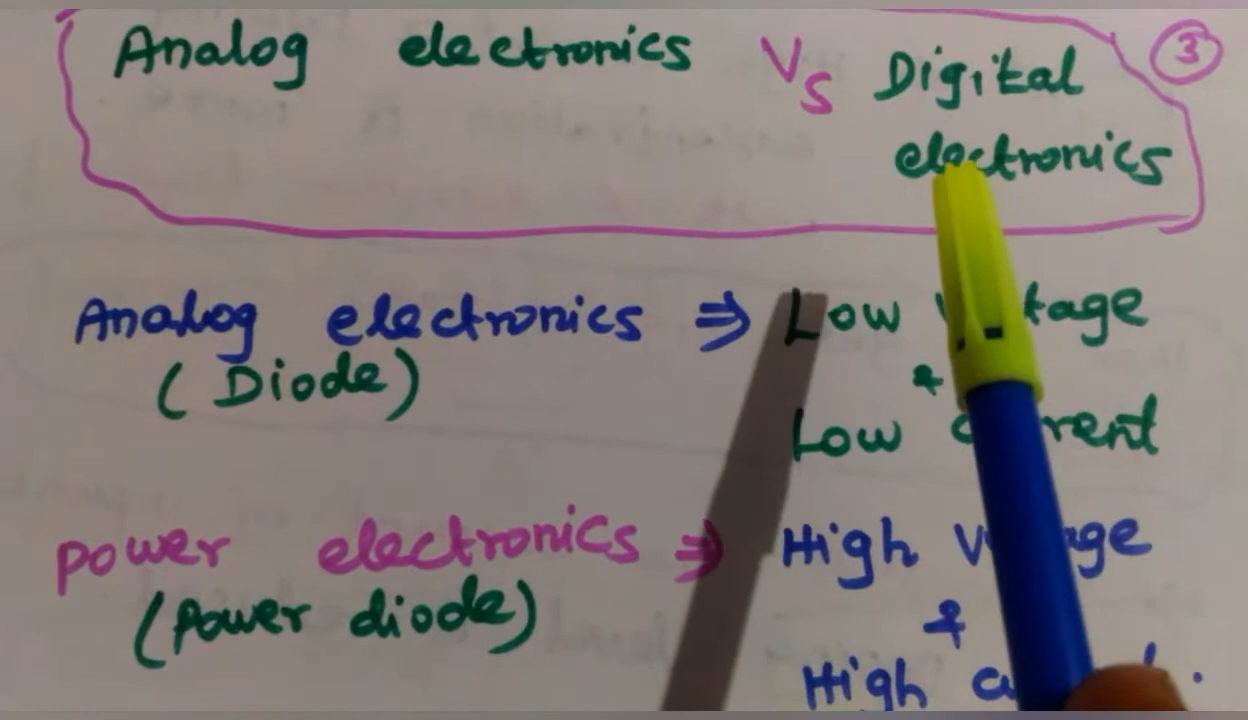 Analog electronics Vs Digital
electronics
3
Analog electronics ⇒ Low
(Diode)
&
Low
power electronics ⇒ High
(Power diode)
&
High